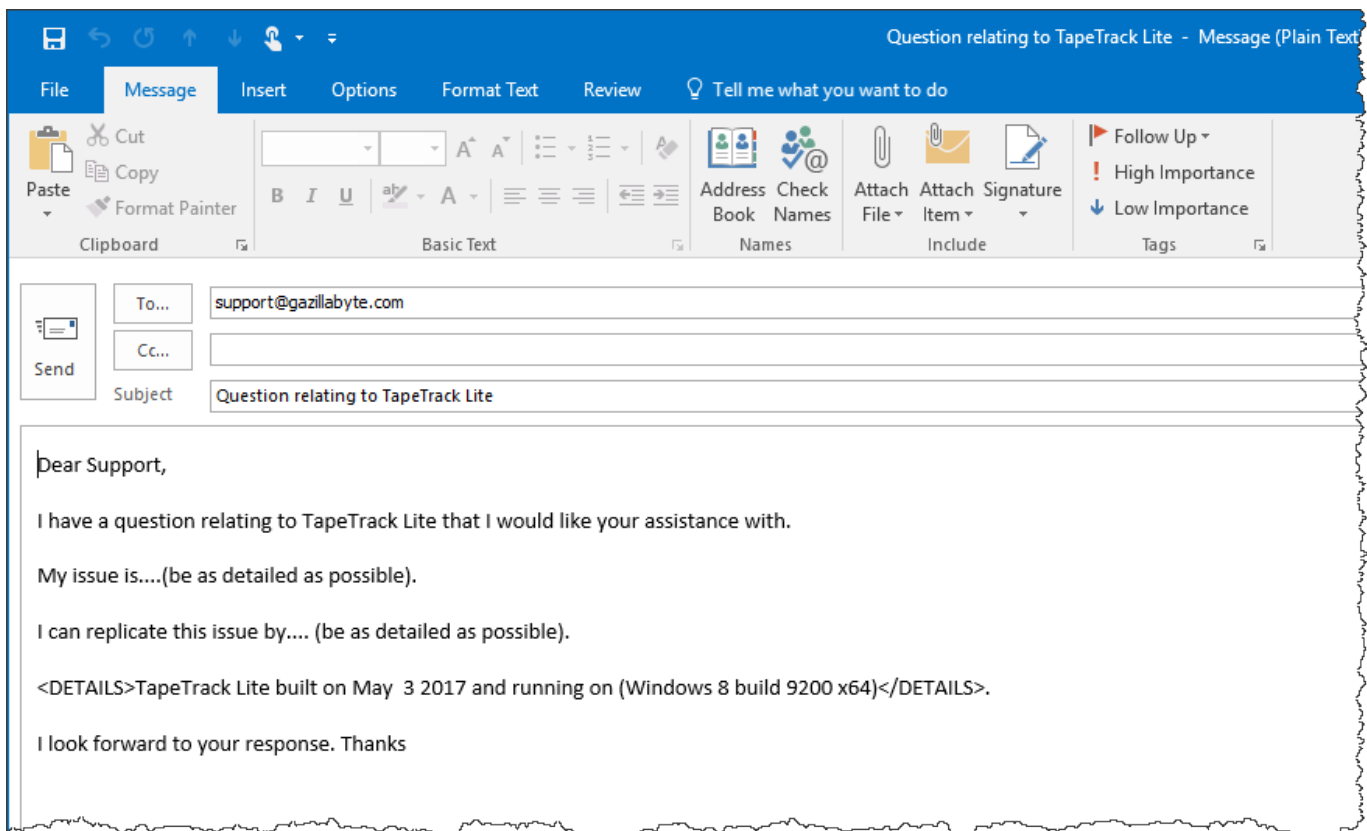 Question relating to TapeTrack Lite - Message (Plain Text
File Message Insert Options Format Text Review Tell me what you want to do
Paste
Cut
Copy
Format Painter
Clipboard
B I U aby A
Basic Text
Address Book
Check Names
Names
Attach File
Attach Item
Signature
Include
Follow Up
High Importance
Low Importance
Tags
Send
To... support@gazillabyte.com
Cc...
Subject Question relating to TapeTrack Lite
Dear Support,
I have a question relating to TapeTrack Lite that I would like your assistance with.
My issue is....(be as detailed as possible).
I can replicate this issue by.... (be as detailed as possible).
<DETAILS>TapeTrack Lite built on May  3 2017 and running on (Windows 8 build 9200 x64)</DETAILS>.
I look forward to your response. Thanks